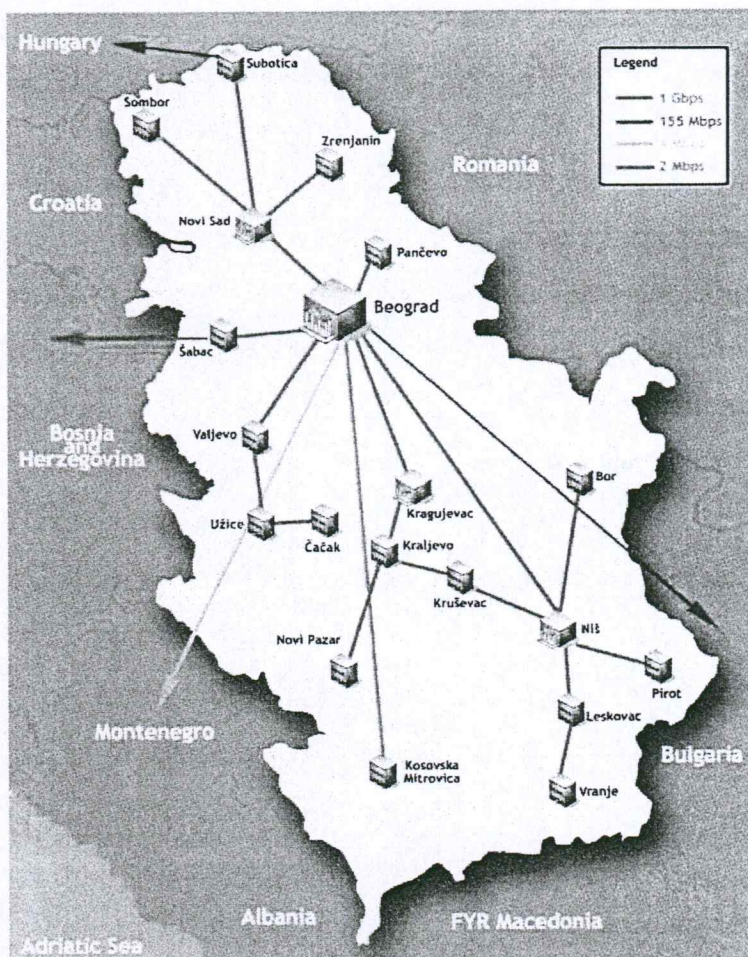 Hungary
Subotica
Legend
1 Gbps
155 Mbps
Mbps
2 Mbps
Sombor
Zrenjanin
Romania
Croatia
Novi Sad
Pančevo
Beograd
Šabac
Bosnia
and
Herzegovina
Valjevo
Bor
Kragujevac
Užice
Čačak
Kraljevo
Kruševac
Niš
Novi Pazar
Pirot
Leskovac
Montenegro
Bulgaria
Kosovska
Mitrovica
Vranje
Albania
FYR Macedonia
Adriatic Sea